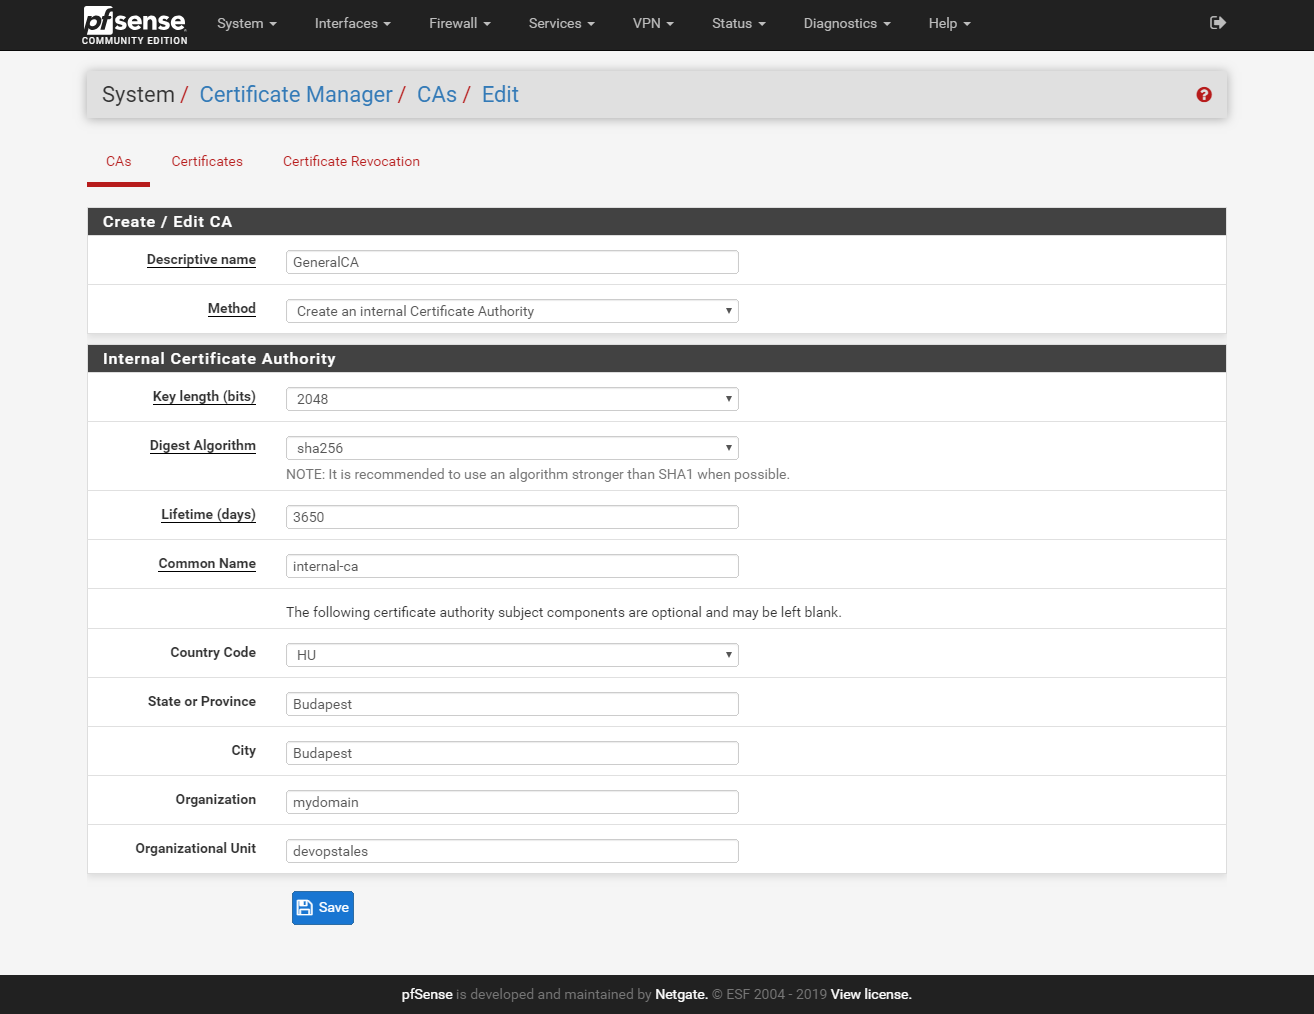 pfsense COMMUNITY EDITION
System Interfaces Firewall Services VPN Status Diagnostics Help
System / Certificate Manager / CAs / Edit
CAs Certificates Certificate Revocation
Create / Edit CA
Descriptive name GeneralCA
Method Create an internal Certificate Authority
Internal Certificate Authority
Key length (bits) 2048
Digest Algorithm sha256
NOTE: It is recommended to use an algorithm stronger than SHA1 when possible.
Lifetime (days) 3650
Common Name internal-ca
The following certificate authority subject components are optional and may be left blank.
Country Code HU
State or Province Budapest
City Budapest
Organization mydomain
Organizational Unit devopstales
Save
pfSense is developed and maintained by Netgate. © ESF 2004 - 2019 View license.